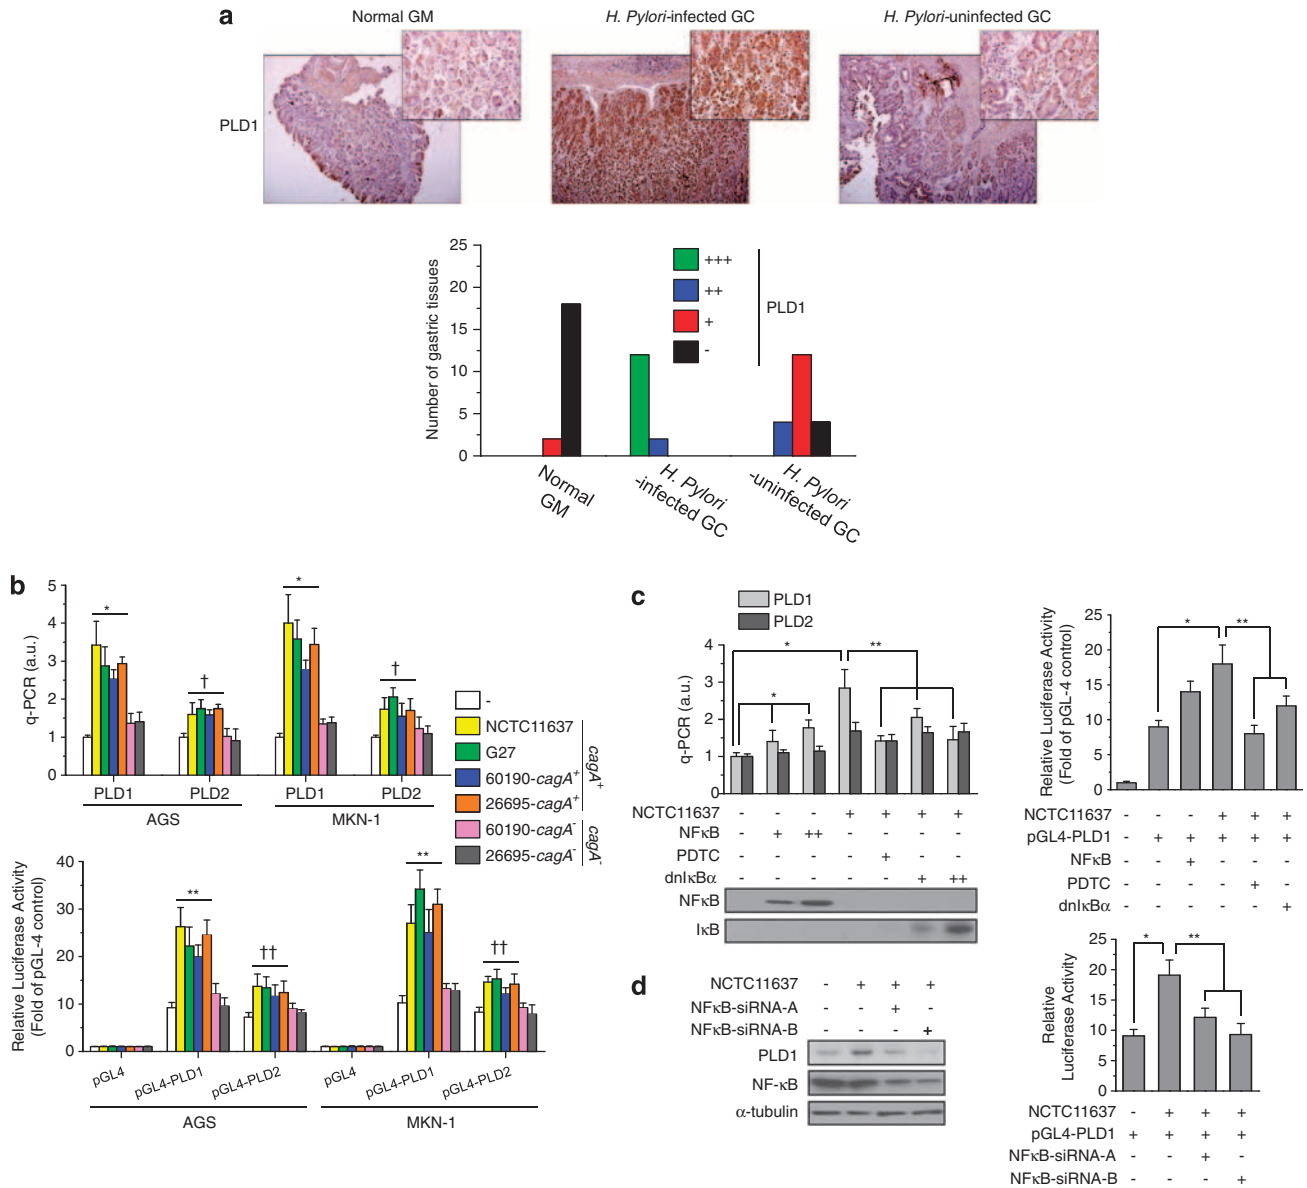 a
Normal GM
H. Pylori-infected GC
H. Pylori-uninfected GC
PLD1
Number of gastric tissues
25
20
15
10
5
0
+++
++
+
-
PLD1
Normal GM
H. Pylori -infected GC
H. Pylori -uninfected GC
b
q-PCR (a.u.)
5
4
3
2
1
0
*
†
*
†
PLD1
PLD2
PLD1
PLD2
AGS
MKN-1
-
NCTC11637
G27
60190-cagA+
26695-cagA+
60190-cagA-
26695-cagA-
cagA+
cagA-
Relative Luciferase Activity
(Fold of pGL-4 control)
40
30
20
10
0
**
††
**
††
pGL4
pGL4-PLD1
pGL4-PLD2
pGL4
pGL4-PLD1
pGL4-PLD2
AGS
MKN-1
c
PLD1
PLD2
q-PCR (a.u.)
4
3
2
1
0
*
*
**
NCTC11637 - - - + + + +
NFκB - + ++ - - - -
PDTC - - - - + - -
dnIκBα - - - - - + ++
NFκB
IκB
Relative Luciferase Activity
(Fold of pGL-4 control)
25
20
15
10
5
0
*
**
NCTC11637 - - - + + +
pGL4-PLD1 - + + + + +
NFκB - - + - - -
PDTC - - - - + -
dnIκBα - - - - - +
d
NCTC11637 - + + +
NFκB-siRNA-A - - + -
NFκB-siRNA-B - - - +
PLD1
NF-κB
α-tubulin
Relative
Luciferase Activity
25
20
15
10
5
0
*
**
NCTC11637 - + + +
pGL4-PLD1 + + + +
NFκB-siRNA-A - - + -
NFκB-siRNA-B - - - +